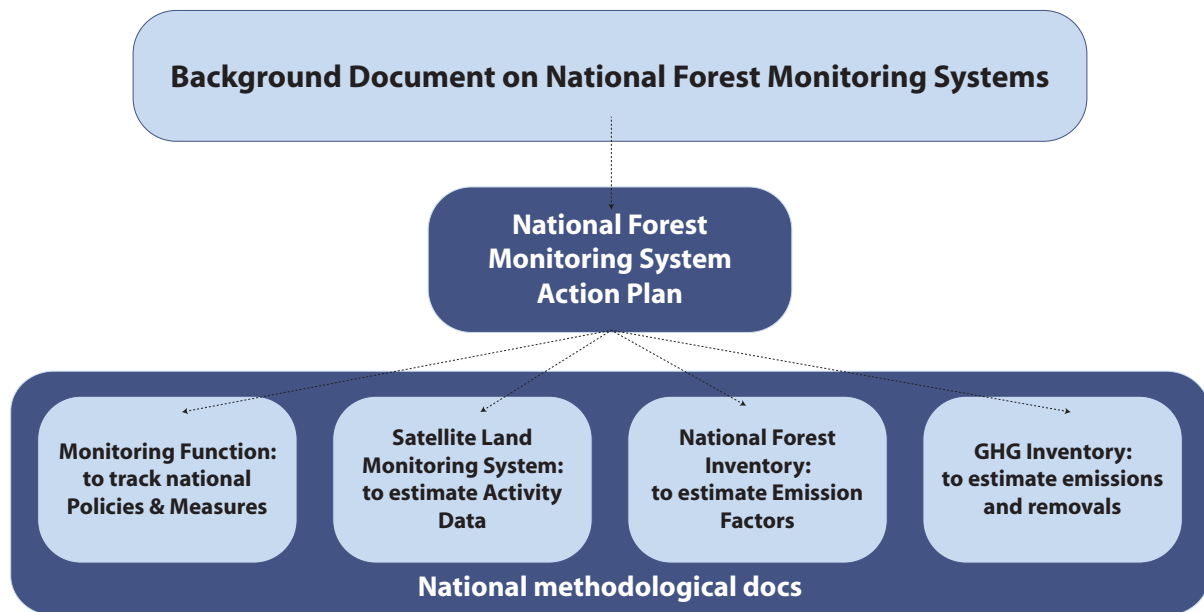 Background Document on National Forest Monitoring Systems
National Forest
Monitoring System
Action Plan
Monitoring Function:
to track national
Policies & Measures
Satellite Land
Monitoring System:
to estimate Activity
Data
National Forest
Inventory:
to estimate Emission
Factors
GHG Inventory:
to estimate emissions
and removals
National methodological docs